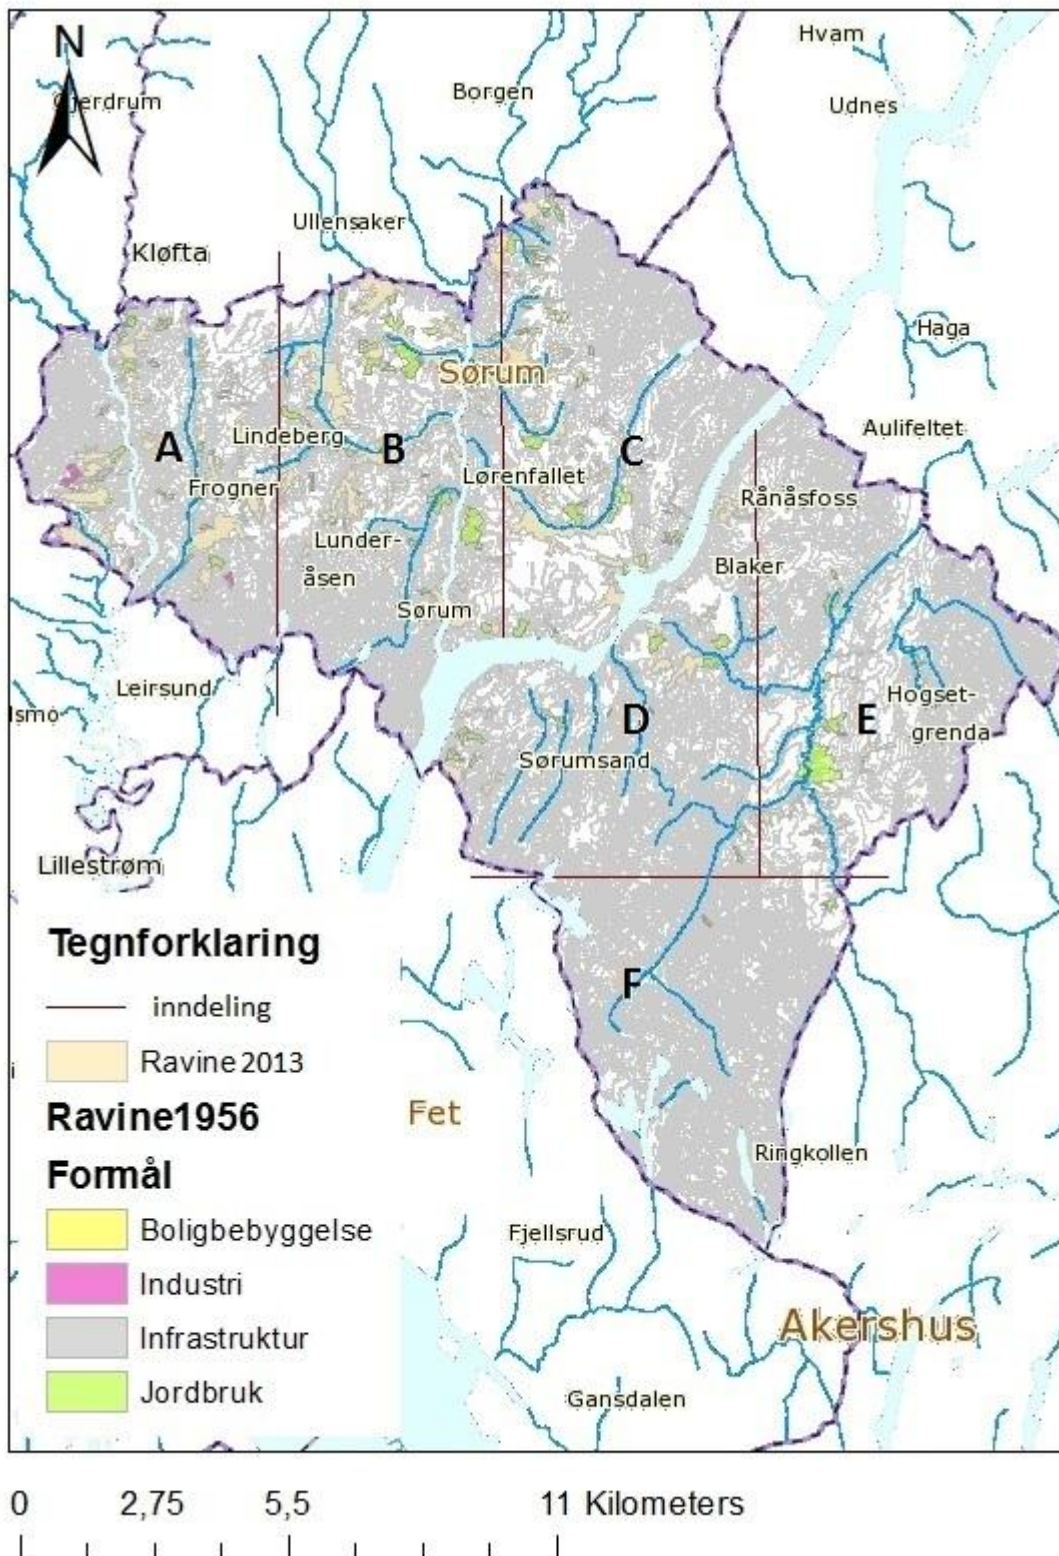 N
Hvam
Gjerdrum
Borgen
Udnes
Ullensaker
Kløfta
Haga
Sørum
Aulifeltet
A
Lindeberg
B
C
Frogner
Lørenfallet
Rånåsfoss
Lunder-
åsen
Blaker
Sørum
Leirsund
Hogset-
grenda
D
E
Sørumsand
Lillestrøm
Tegnforklaring
inndeling
Ravine 2013
F
Ravine1956
Fet
Formål
Ringkollen
Boligbebyggelse
Fjellsrud
Industri
Infrastruktur
Akershus
Jordbruk
Gansdalen
0 2,75 5,5 11 Kilometers